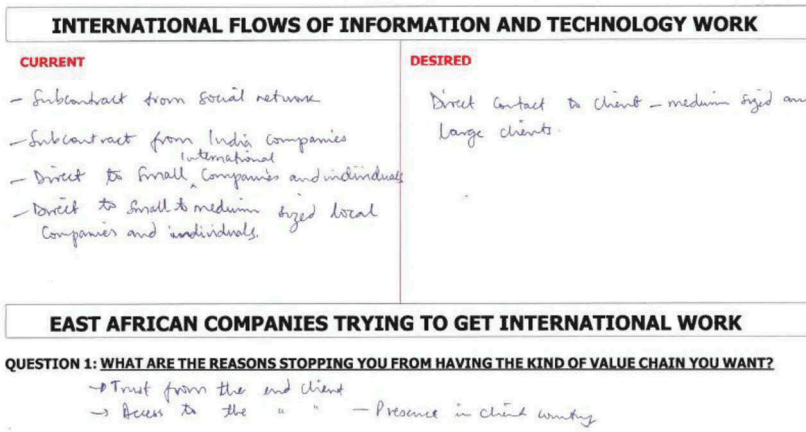 INTERNATIONAL FLOWS OF INFORMATION AND TECHNOLOGY WORK
CURRENT
- Subcontract from social network
- Subcontract from India companies
International
- Direct to small ^ companies and individuals
- Direct to small to medium sized local
companies and individuals.
DESIRED
Direct contact to client - medium sized and
large clients.
EAST AFRICAN COMPANIES TRYING TO GET INTERNATIONAL WORK
QUESTION 1: WHAT ARE THE REASONS STOPPING YOU FROM HAVING THE KIND OF VALUE CHAIN YOU WANT?
→ Trust from the end client
→ Access to the " " - Presence in client country